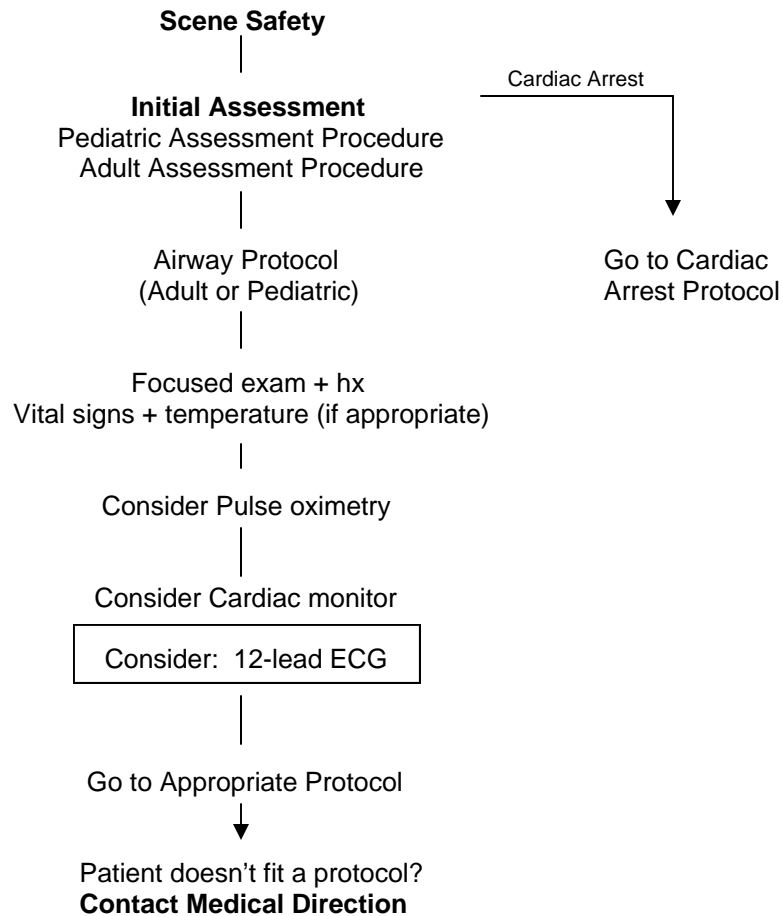 Scene Safety
Cardiac Arrest
Initial Assessment
Pediatric Assessment Procedure
Adult Assessment Procedure
Airway Protocol
(Adult or Pediatric)
Go to Cardiac
Arrest Protocol
Focused exam + hx
Vital signs + temperature (if appropriate)
Consider Pulse oximetry
Consider Cardiac monitor
Consider:  12-lead ECG
Go to Appropriate Protocol
Patient doesn’t fit a protocol?
Contact Medical Direction